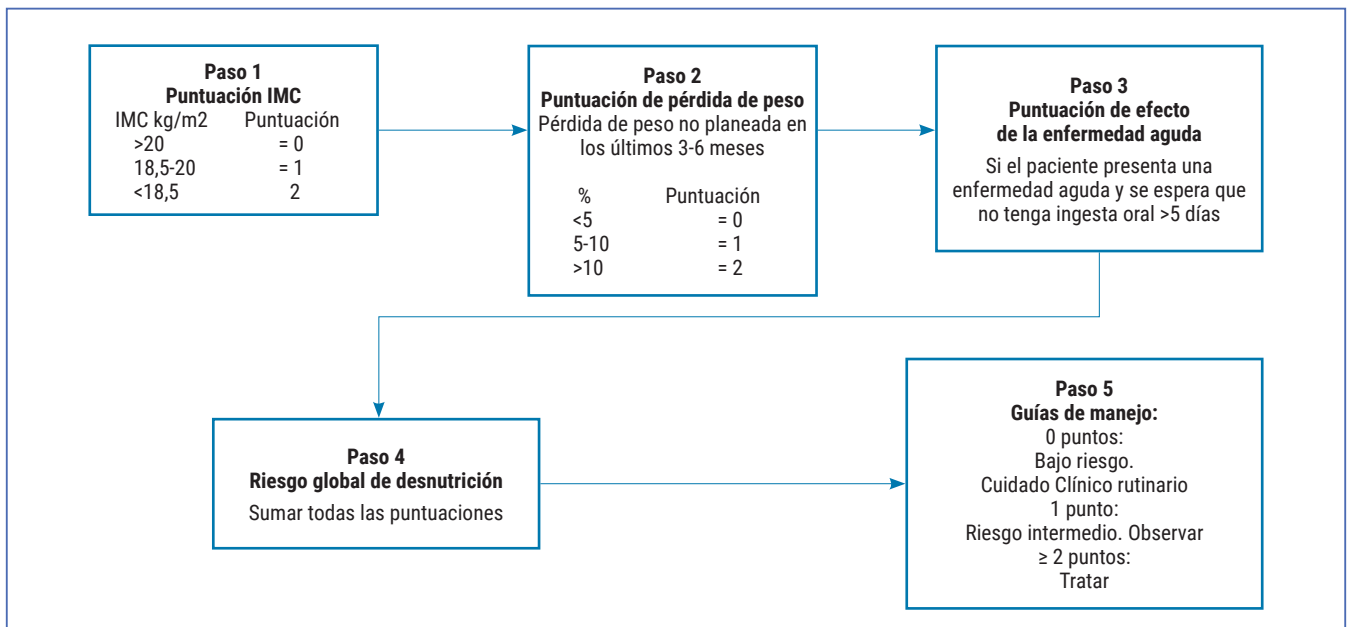 Paso 1
Puntuación IMC
IMC kg/m2 Puntuación
>20 = 0
18,5-20 = 1
<18,5 2
Paso 2
Puntuación de pérdida de peso
Pérdida de peso no planeada en
los últimos 3-6 meses
% Puntuación
<5 = 0
5-10 = 1
>10 = 2
Paso 3
Puntuación de efecto
de la enfermedad aguda
Si el paciente presenta una
enfermedad aguda y se espera que
no tenga ingesta oral >5 días
Paso 4
Riesgo global de desnutrición
Sumar todas las puntuaciones
Paso 5
Guías de manejo:
0 puntos:
Bajo riesgo.
Cuidado Clínico rutinario
1 punto:
Riesgo intermedio. Observar
≥ 2 puntos:
Tratar